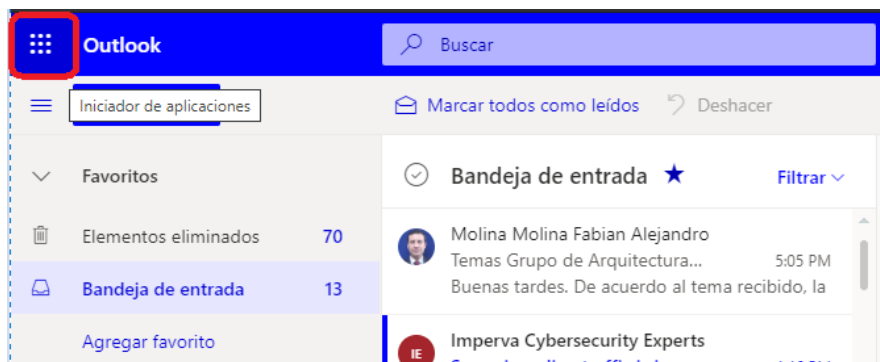 Outlook
Buscar
Iniciador de aplicaciones
Marcar todos como leídos
Deshacer
Favoritos
Bandeja de entrada
Filtrar
Elementos eliminados 70
Bandeja de entrada 13
Agregar favorito
Molina Molina Fabian Alejandro
Temas Grupo de Arquitectura... 5:05 PM
Buenas tardes. De acuerdo al tema recibido, la
IE
Imperva Cybersecurity Experts